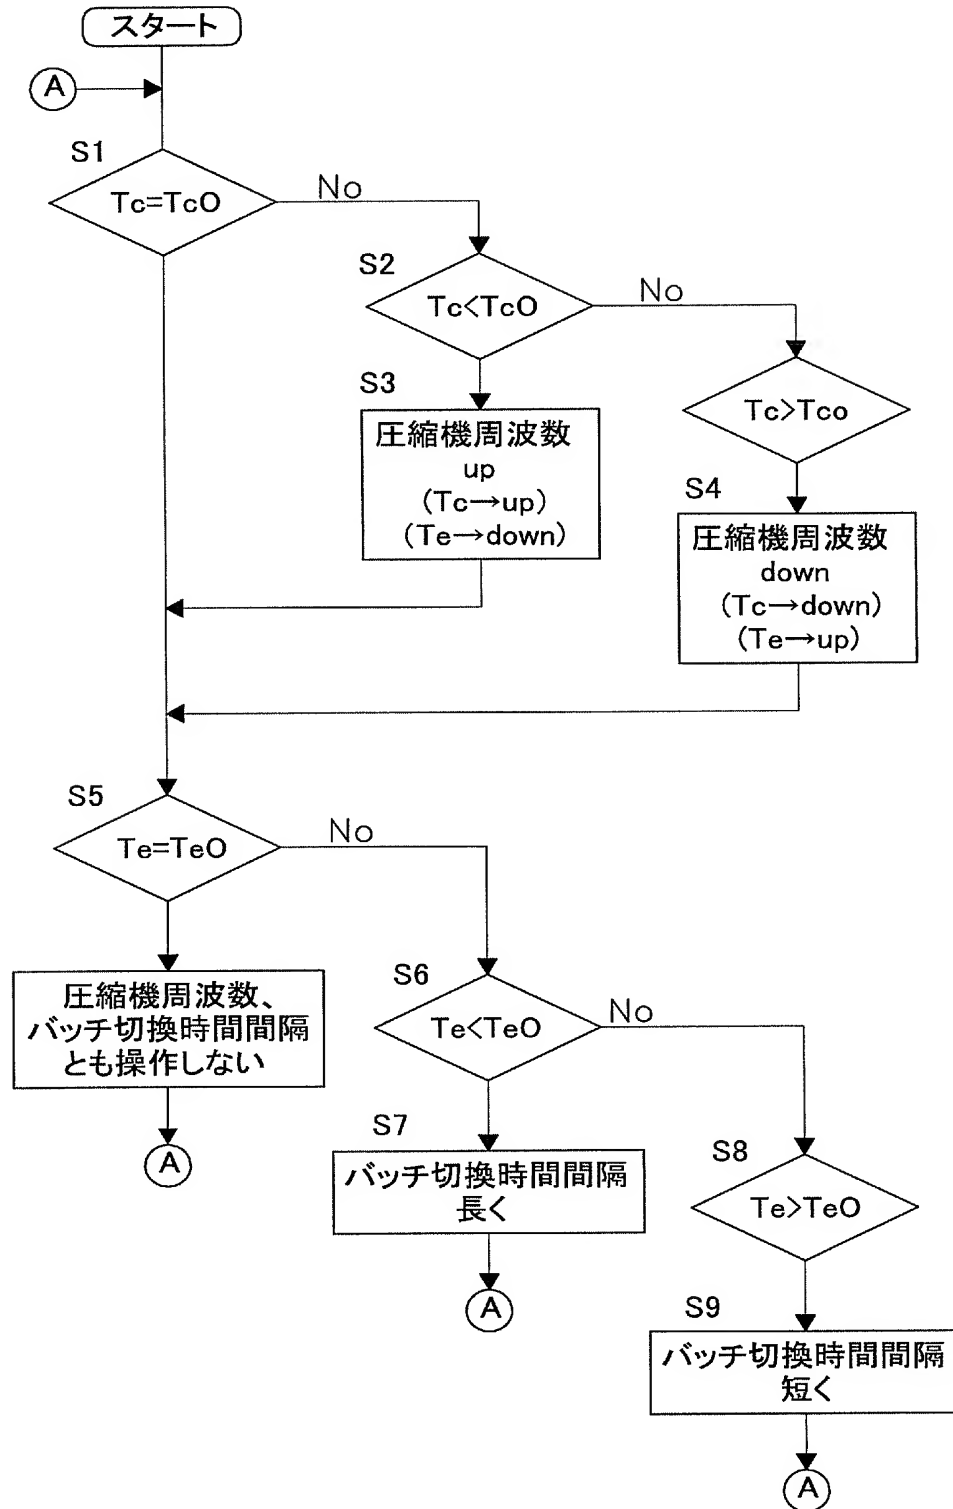 スタート
A
S1
Tc=TcO
No
S2
Tc<TcO
No
Tc>Tco
S3
圧縮機周波数
up
(Tc→up)
(Te→down)
S4
圧縮機周波数
down
(Tc→down)
(Te→up)
S5
Te=TeO
No
圧縮機周波数、
バッチ切換時間間隔
とも操作しない
A
S6
Te<TeO
No
S7
バッチ切換時間間隔
長く
A
S8
Te>TeO
S9
バッチ切換時間間隔
短く
A